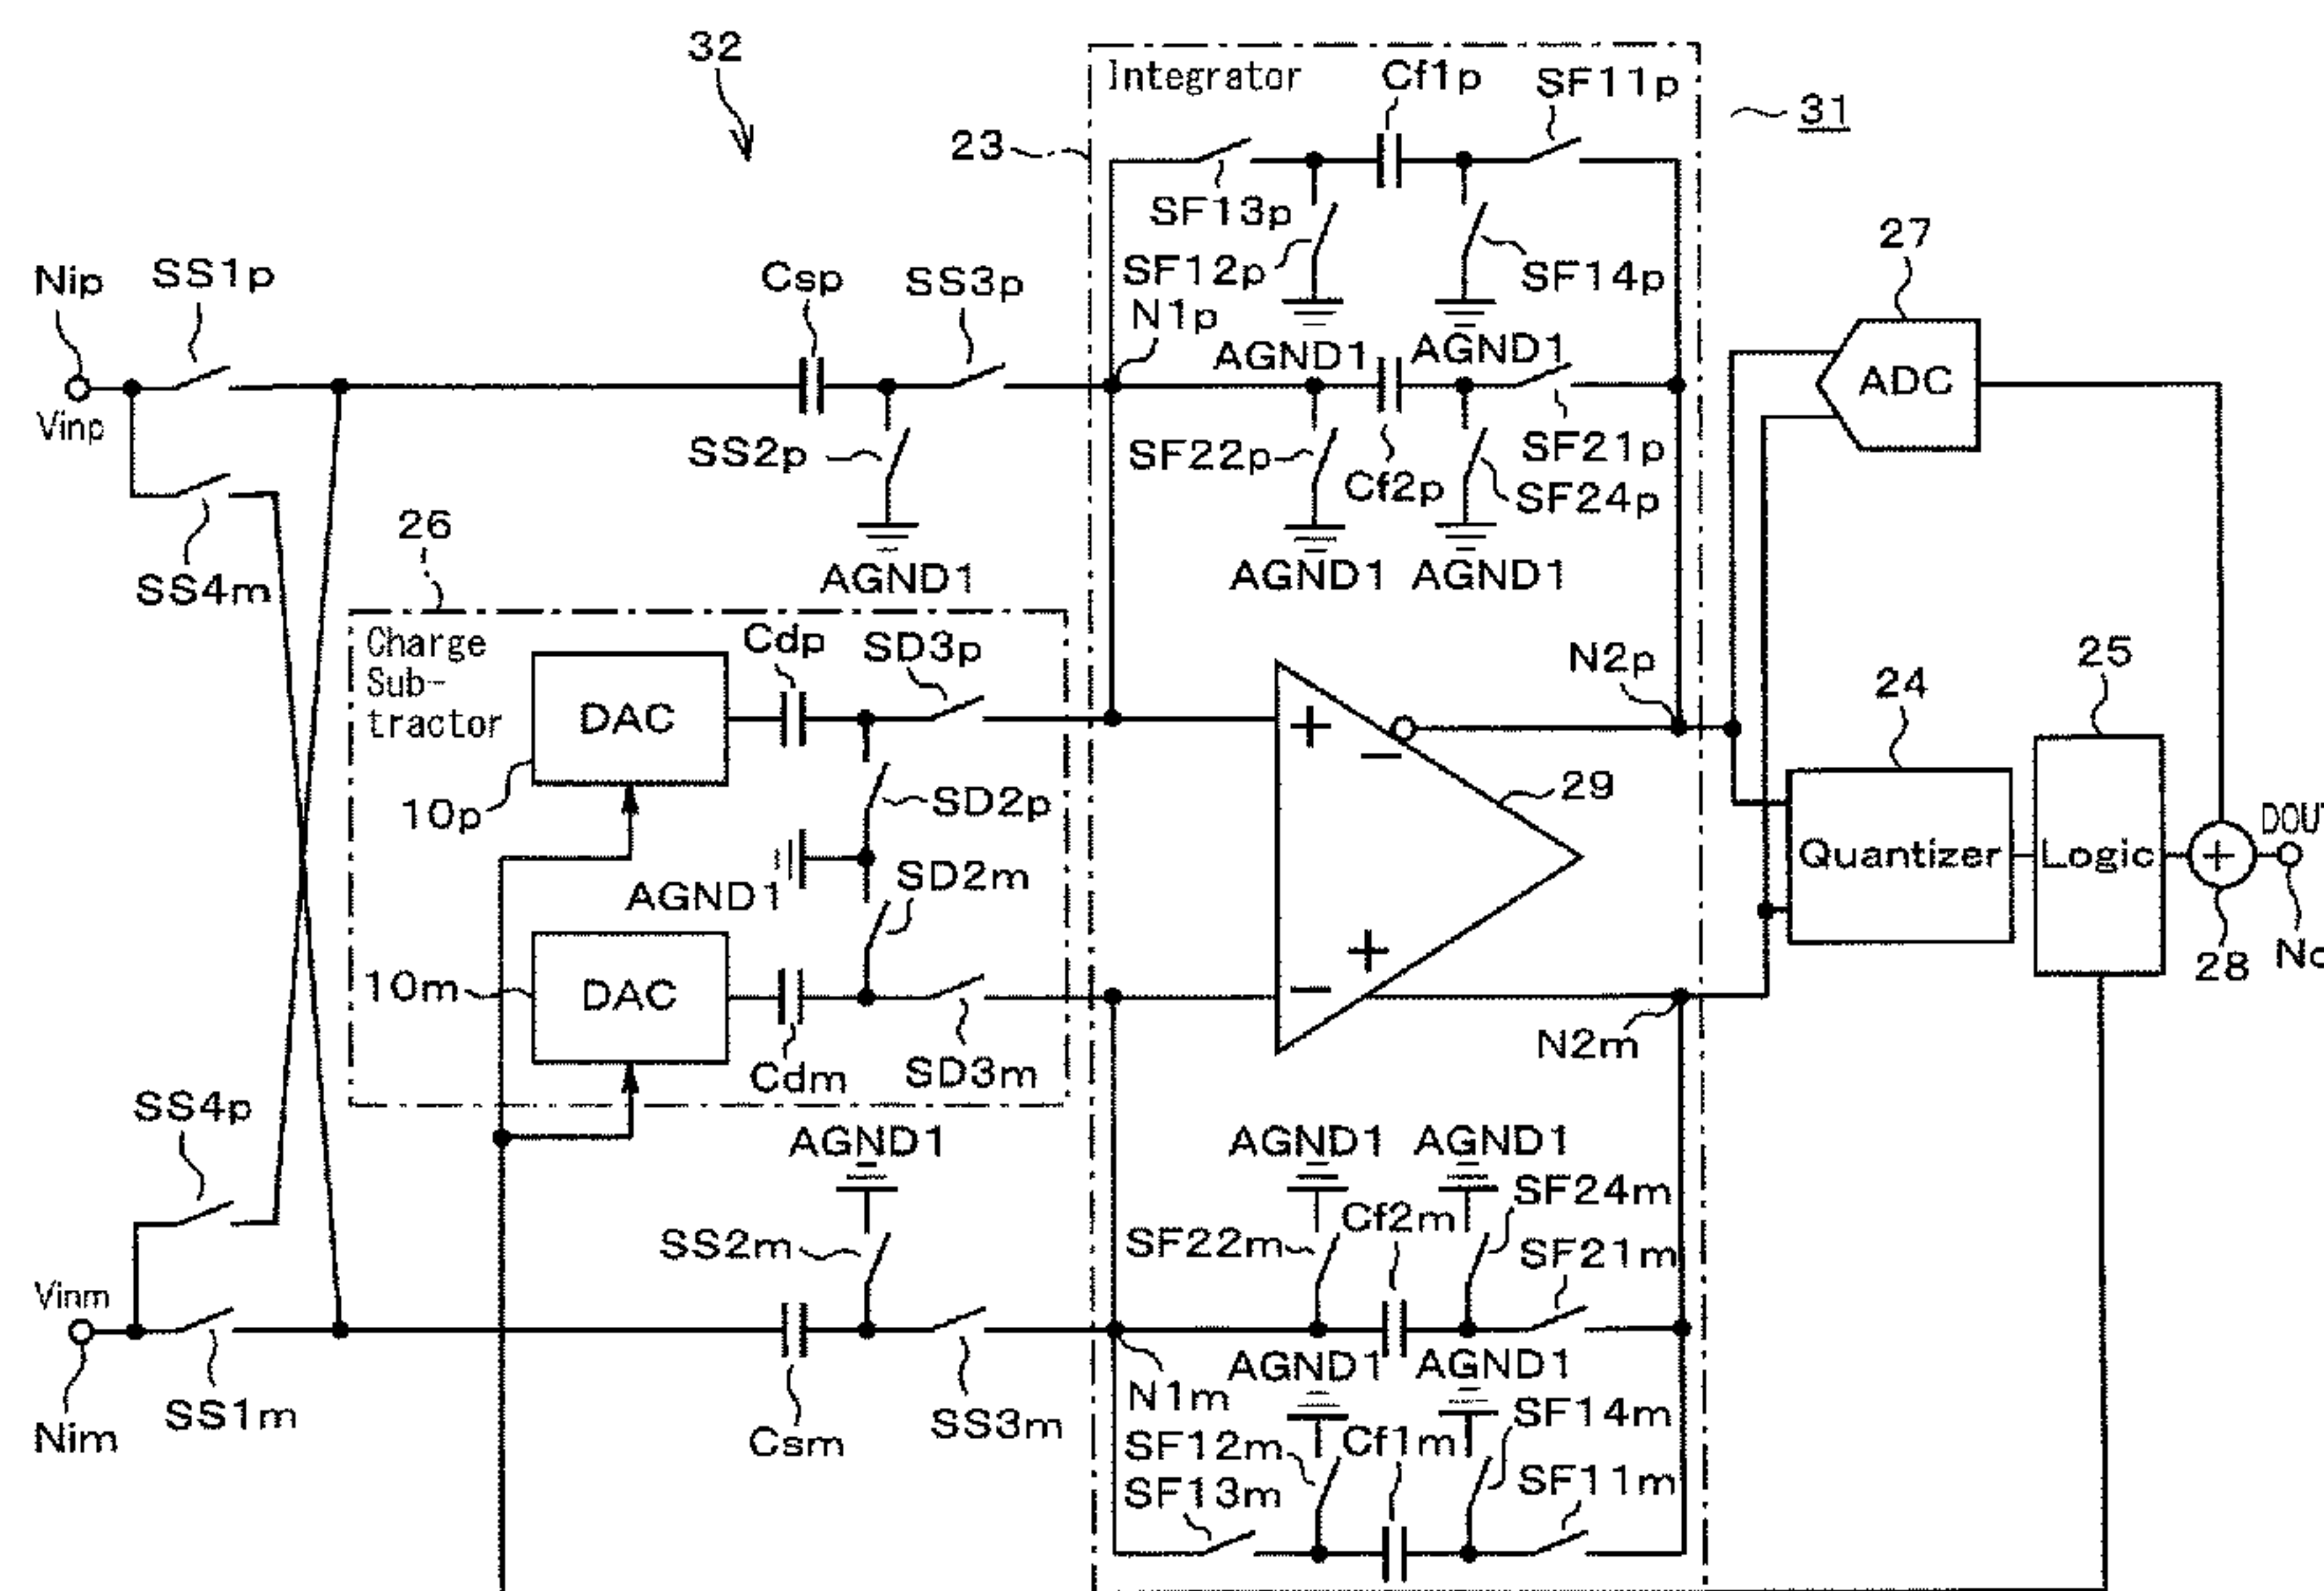 32
Integrator
Cf1p
SF11p
31
23
SF13p
SF12p
SF14p
27
Nip
SS1p
Csp
SS3p
N1p
AGND1
AGND1
ADC
Vinp
SS2p
SF22p
Cf2p
SF21p
SF24p
26
SS4m
AGND1
AGND1
AGND1
Charge
Sub-
tractor
Cdp
SD3p
N2p
25
24
DAC
+
−
10p
SD2p
29
DOUT
Quantizer
Logic
+
AGND1
SD2m
10m
DAC
+
−
28
Cdm
SD3m
N2m
SS4p
AGND1
AGND1
AGND1
SF24m
SS2m
SF22m
Cf2m
SF21m
Vinm
AGND1
AGND1
N1m
SS1m
Nim
Csm
SS3m
SF12m
Cf1m
SF14m
SF13m
SF11m